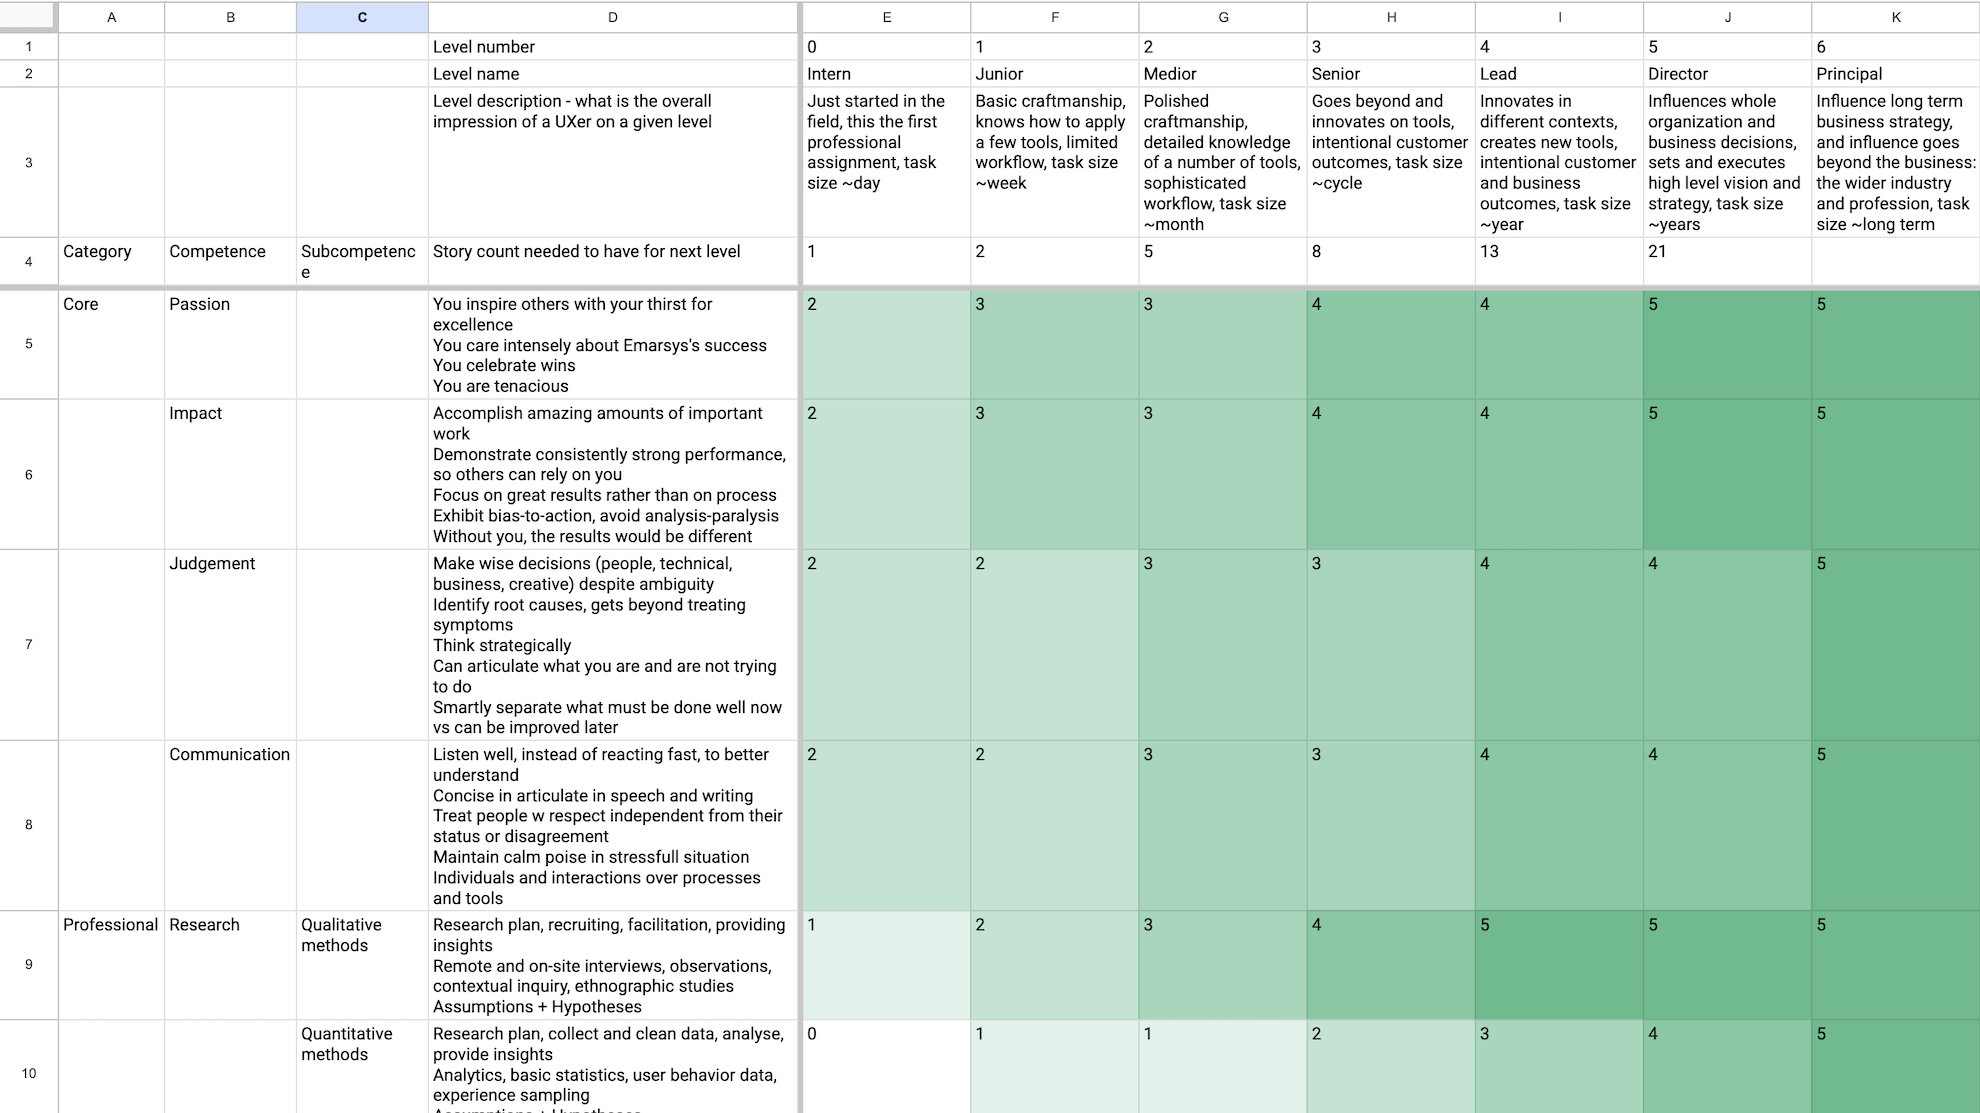 A B C D E F G H I J K
1 Level number 0 1 2 3 4 5 6
2 Level name Intern Junior Medior Senior Lead Director Principal
3
Level description - what is the overall
impression of a UXer on a given level
Just started in the
field, this the first
professional
assignment, task
size ~day
Basic craftmanship,
knows how to apply
a few tools, limited
workflow, task size
~week
Polished
craftmanship,
detailed knowledge
of a number of tools,
sophisticated
workflow, task size
~month
Goes beyond and
innovates on tools,
intentional customer
outcomes, task size
~cycle
Innovates in
different contexts,
creates new tools,
intentional customer
and business
outcomes, task size
~year
Influences whole
organization and
business decisions,
sets and executes
high level vision and
strategy, task size
~years
Influence long term
business strategy,
and influence goes
beyond the business:
the wider industry
and profession, task
size ~long term
4
Category
Competence
Subcompetenc
e
Story count needed to have for next level
1 2 5 8 13 21
5
Core
Passion
You inspire others with your thirst for
excellence
You care intensely about Emarsys's success
You celebrate wins
You are tenacious
2 3 3 4 4 5 5
6
Impact
Accomplish amazing amounts of important
work
Demonstrate consistently strong performance,
so others can rely on you
Focus on great results rather than on process
Exhibit bias-to-action, avoid analysis-paralysis
Without you, the results would be different
2 3 3 4 4 5 5
7
Judgement
Make wise decisions (people, technical,
business, creative) despite ambiguity
Identify root causes, gets beyond treating
symptoms
Think strategically
Can articulate what you are and are not trying
to do
Smartly separate what must be done well now
vs can be improved later
2 2 3 3 4 4 5
8
Communication
Listen well, instead of reacting fast, to better
understand
Concise in articulate in speech and writing
Treat people w respect independent from their
status or disagreement
Maintain calm poise in stressfull situation
Individuals and interactions over processes
and tools
2 2 3 3 4 4 5
9
Professional
Research
Qualitative
methods
Research plan, recruiting, facilitation, providing
insights
Remote and on-site interviews, observations,
contextual inquiry, ethnographic studies
Assumptions + Hypotheses
1 2 3 4 5 5 5
10
Quantitative
methods
Research plan, collect and clean data, analyse,
provide insights
Analytics, basic statistics, user behavior data,
experience sampling
0 1 1 2 3 4 5